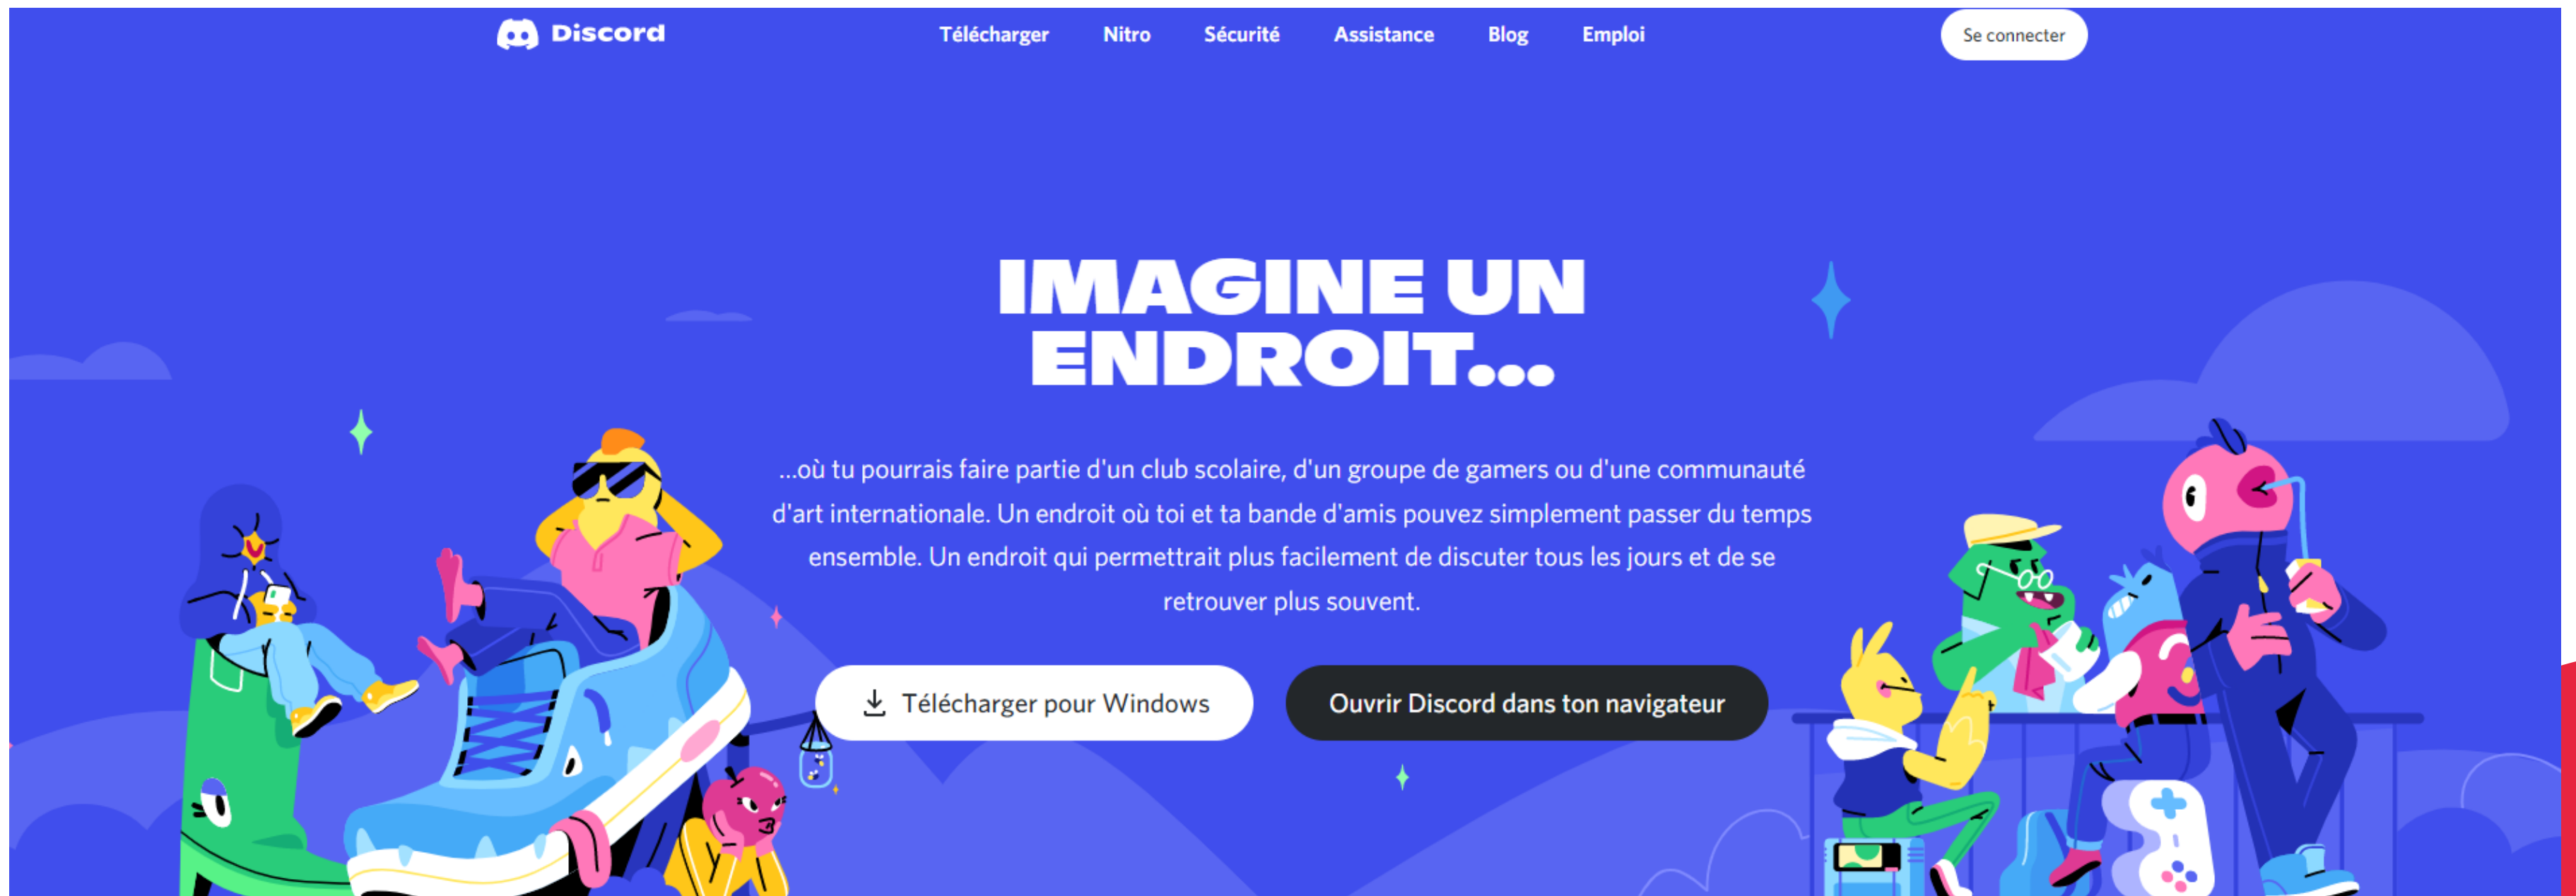 Discord
Télécharger
Nitro
Sécurité
Assistance
Blog
Emploi
Se connecter
IMAGINE UN
ENDROIT...
...où tu pourrais faire partie d'un club scolaire, d'un groupe de gamers ou d'une communauté
d'art internationale. Un endroit où toi et ta bande d'amis pouvez simplement passer du temps
ensemble. Un endroit qui permettrait plus facilement de discuter tous les jours et de se
retrouver plus souvent.
Télécharger pour Windows
Ouvrir Discord dans ton navigateur